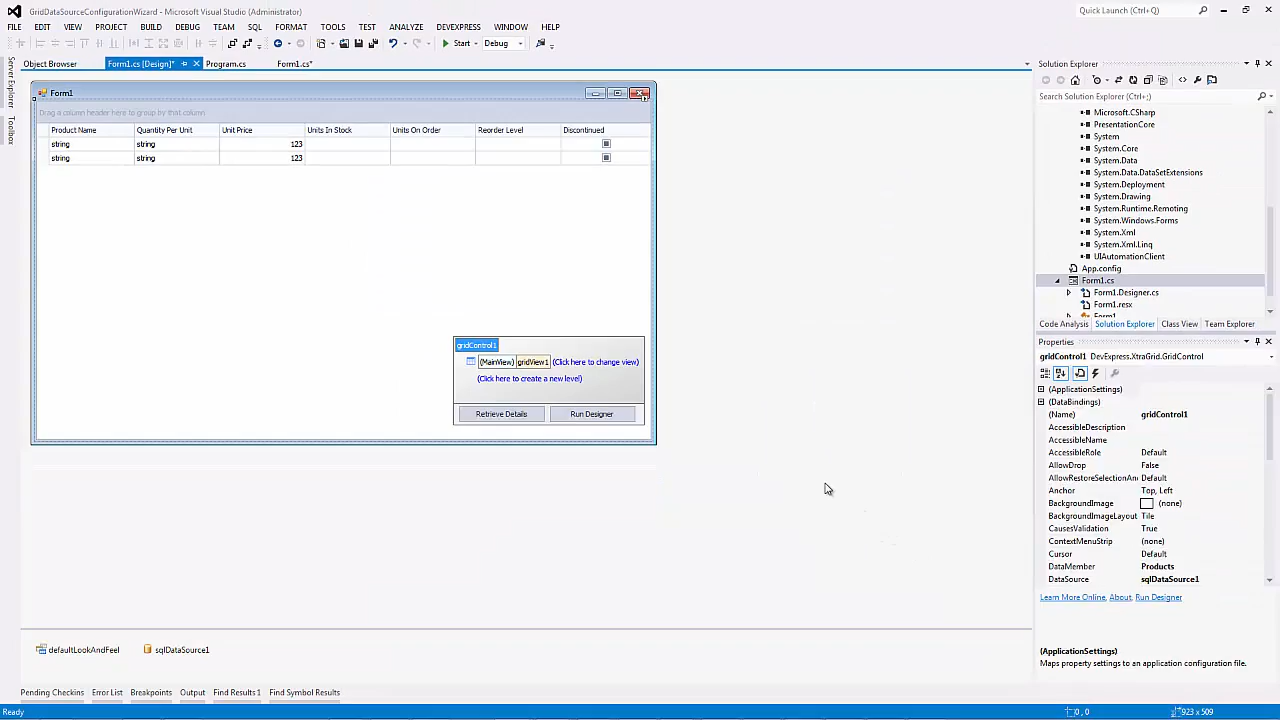 GridDataSourceConfigurationWizard - Microsoft Visual Studio (Administrator)
Quick Launch (Ctrl+Q)
FILE EDIT VIEW PROJECT BUILD DEBUG TEAM SQL FORMAT TOOLS TEST ANALYZE DEVEXPRESS WINDOW HELP
Start Debug
Object Browser Form1.cs [Design]* Program.cs Form1.cs*
Server Explorer
Toolbox
Form1
Drag a column header here to group by that column
Product Name Quantity Per Unit Unit Price Units In Stock Units On Order Reorder Level Discontinued
string string 123
string string 123
gridControl1
(MainView) gridView1 (Click here to change view)
(Click here to create a new level)
Retrieve Details Run Designer
defaultLookAndFeel sqlDataSource1
Pending Checkins Error List Breakpoints Output Find Results 1 Find Symbol Results
Solution Explorer
Search Solution Explorer (Ctrl+;)
Microsoft.CSharp
PresentationCore
System
System.Core
System.Data
System.Data.DataSetExtensions
System.Deployment
System.Drawing
System.Runtime.Remoting
System.Windows.Forms
System.Xml
System.Xml.Linq
UIAutomationClient
App.config
Form1.cs
Form1.Designer.cs
Form1.resx
Form1
Code Analysis Solution Explorer Class View Team Explorer
Properties
gridControl1 DevExpress.XtraGrid.GridControl
(ApplicationSettings)
(DataBindings)
(Name) gridControl1
AccessibleDescription
AccessibleName
AccessibleRole Default
AllowDrop False
AllowRestoreSelectionAn Default
Anchor Top, Left
BackgroundImage (none)
BackgroundImageLayout Tile
CausesValidation True
ContextMenuStrip (none)
Cursor Default
DataMember Products
DataSource sqlDataSource1
Learn More Online, About, Run Designer
(ApplicationSettings)
Maps property settings to an application configuration file.
Ready 0 , 0 923 x 509